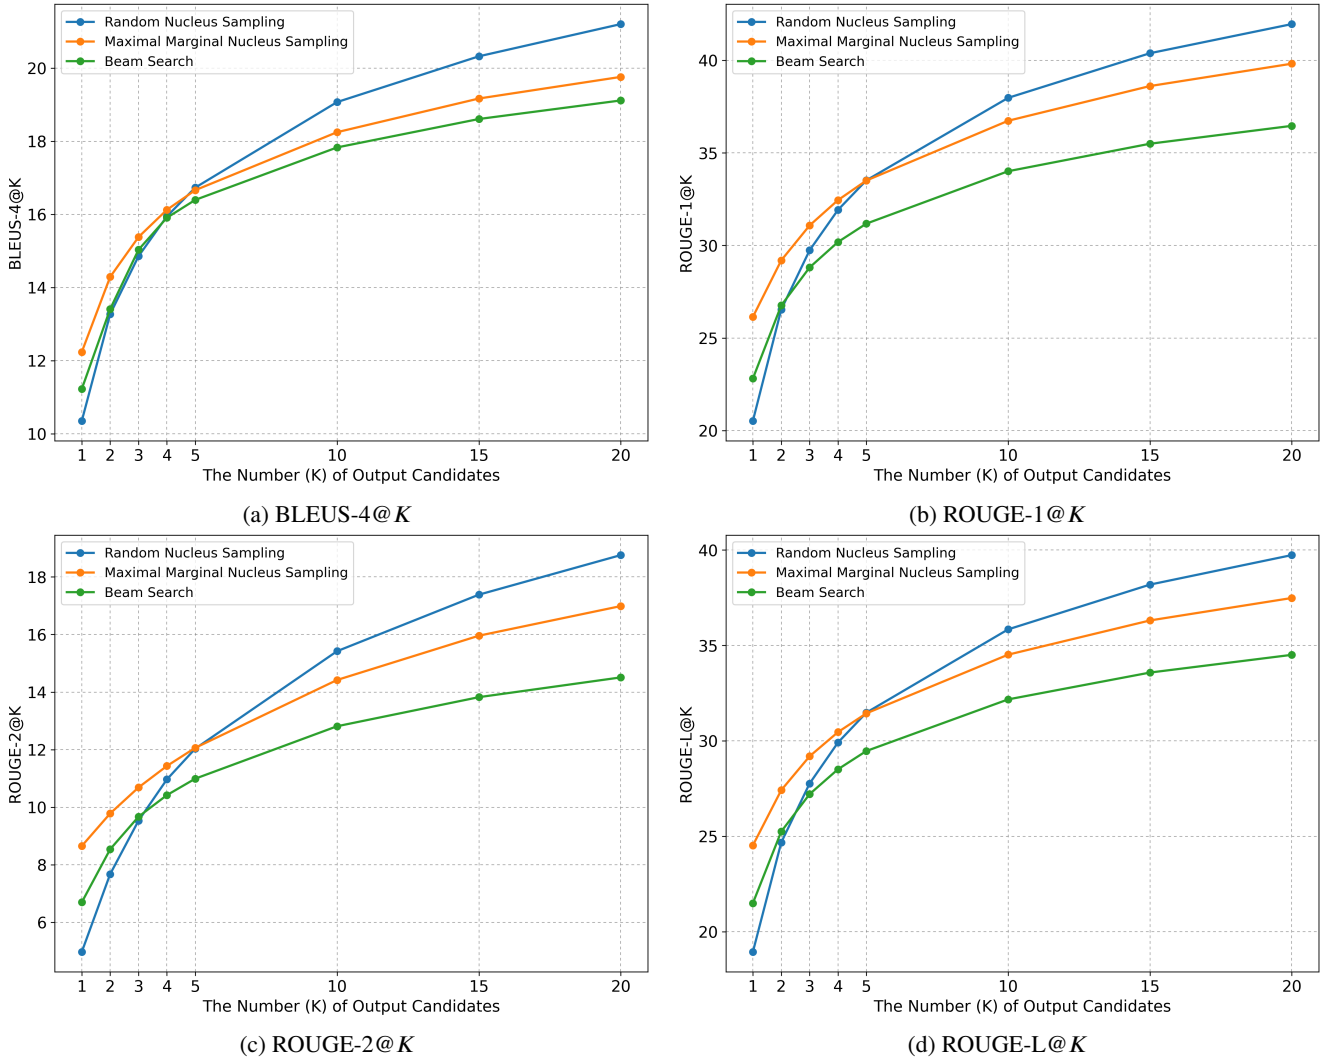 Random Nucleus Sampling
Maximal Marginal Nucleus Sampling
Beam Search
BLEUS-4@K
20
18
16
14
12
10
1 2 3 4 5 10 15 20
The Number (K) of Output Candidates
(a) BLEUS-4@K
Random Nucleus Sampling
Maximal Marginal Nucleus Sampling
Beam Search
ROUGE-1@K
40
35
30
25
20
1 2 3 4 5 10 15 20
The Number (K) of Output Candidates
(b) ROUGE-1@K
Random Nucleus Sampling
Maximal Marginal Nucleus Sampling
Beam Search
ROUGE-2@K
18
16
14
12
10
8
6
1 2 3 4 5 10 15 20
The Number (K) of Output Candidates
(c) ROUGE-2@K
Random Nucleus Sampling
Maximal Marginal Nucleus Sampling
Beam Search
ROUGE-L@K
40
35
30
25
20
1 2 3 4 5 10 15 20
The Number (K) of Output Candidates
(d) ROUGE-L@K